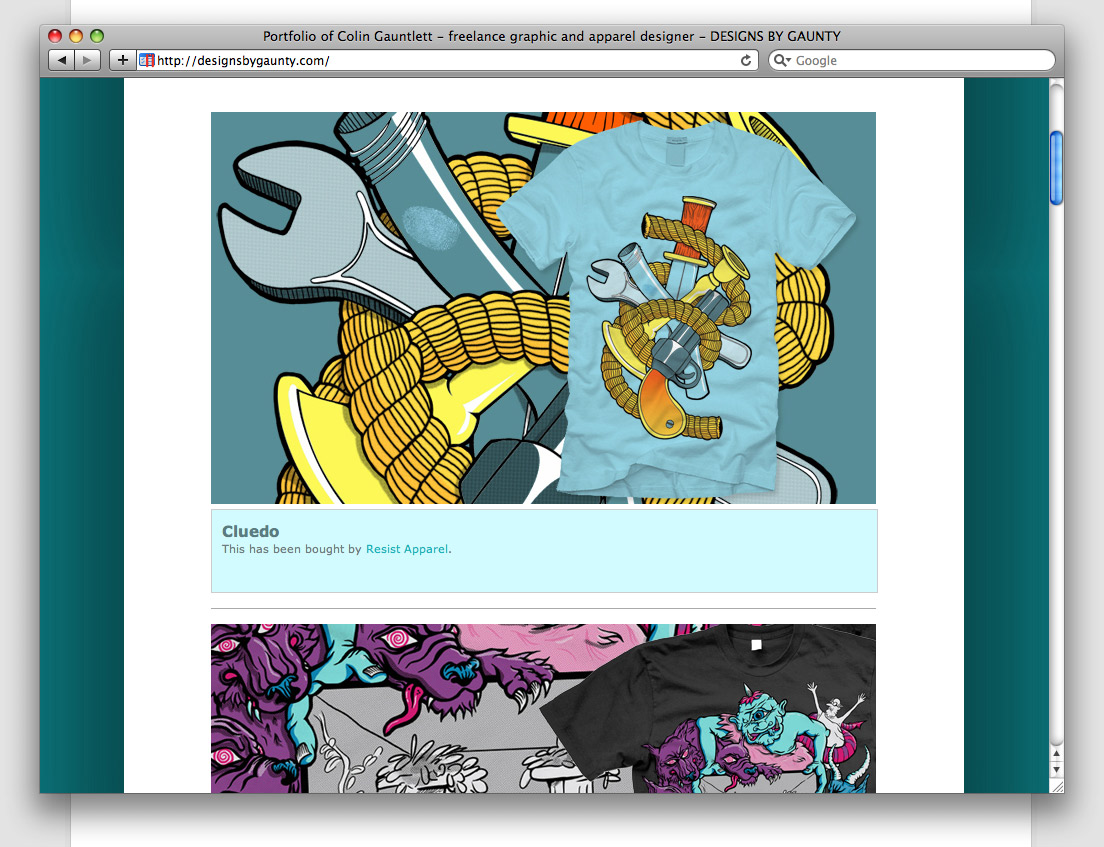 Portfolio of Colin Gauntlett – freelance graphic and apparel designer – DESIGNS BY GAUNTY
http://designsbygaunty.com/
Google
Cluedo
This has been bought by Resist Apparel.